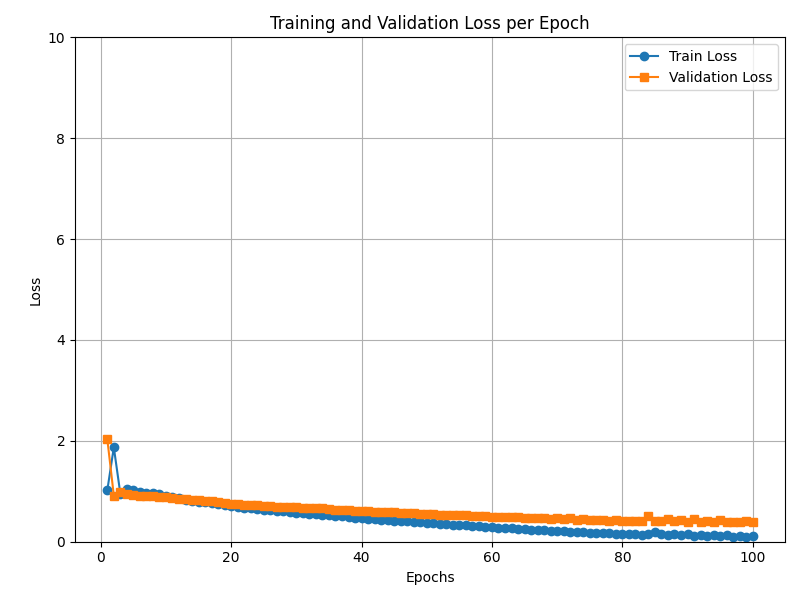 Training and Validation Loss per Epoch
Train Loss
Validation Loss
Loss
10
8
6
4
2
0
0 20 40 60 80 100
Epochs